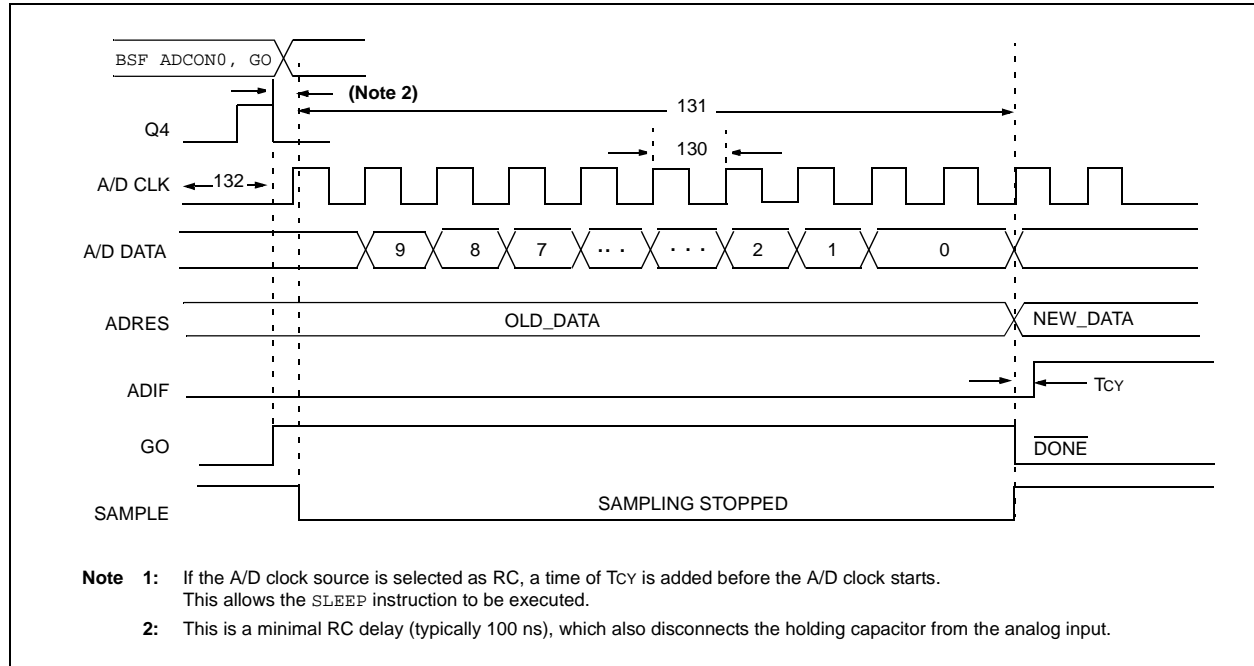 BSF ADCON0, GO
(Note 2)
131
Q4
130
A/D CLK
132
A/D DATA
9 8 7 ... ... 2 1 0
ADRES
OLD_DATA
NEW_DATA
ADIF
TCY
GO
DONE
SAMPLE
SAMPLING STOPPED
Note 1: If the A/D clock source is selected as RC, a time of TCY is added before the A/D clock starts.
This allows the SLEEP instruction to be executed.
2: This is a minimal RC delay (typically 100 ns), which also disconnects the holding capacitor from the analog input.